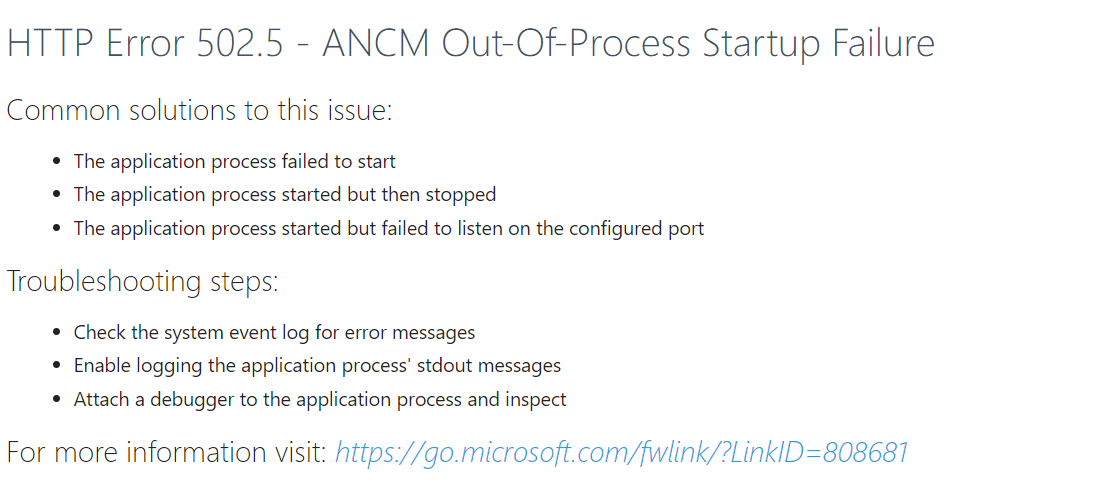 HTTP Error 502.5 - ANCM Out-Of-Process Startup Failure
Common solutions to this issue:
• The application process failed to start
• The application process started but then stopped
• The application process started but failed to listen on the configured port
Troubleshooting steps:
• Check the system event log for error messages
• Enable logging the application process' stdout messages
• Attach a debugger to the application process and inspect
For more information visit: https://go.microsoft.com/fwlink/?LinkID=808681